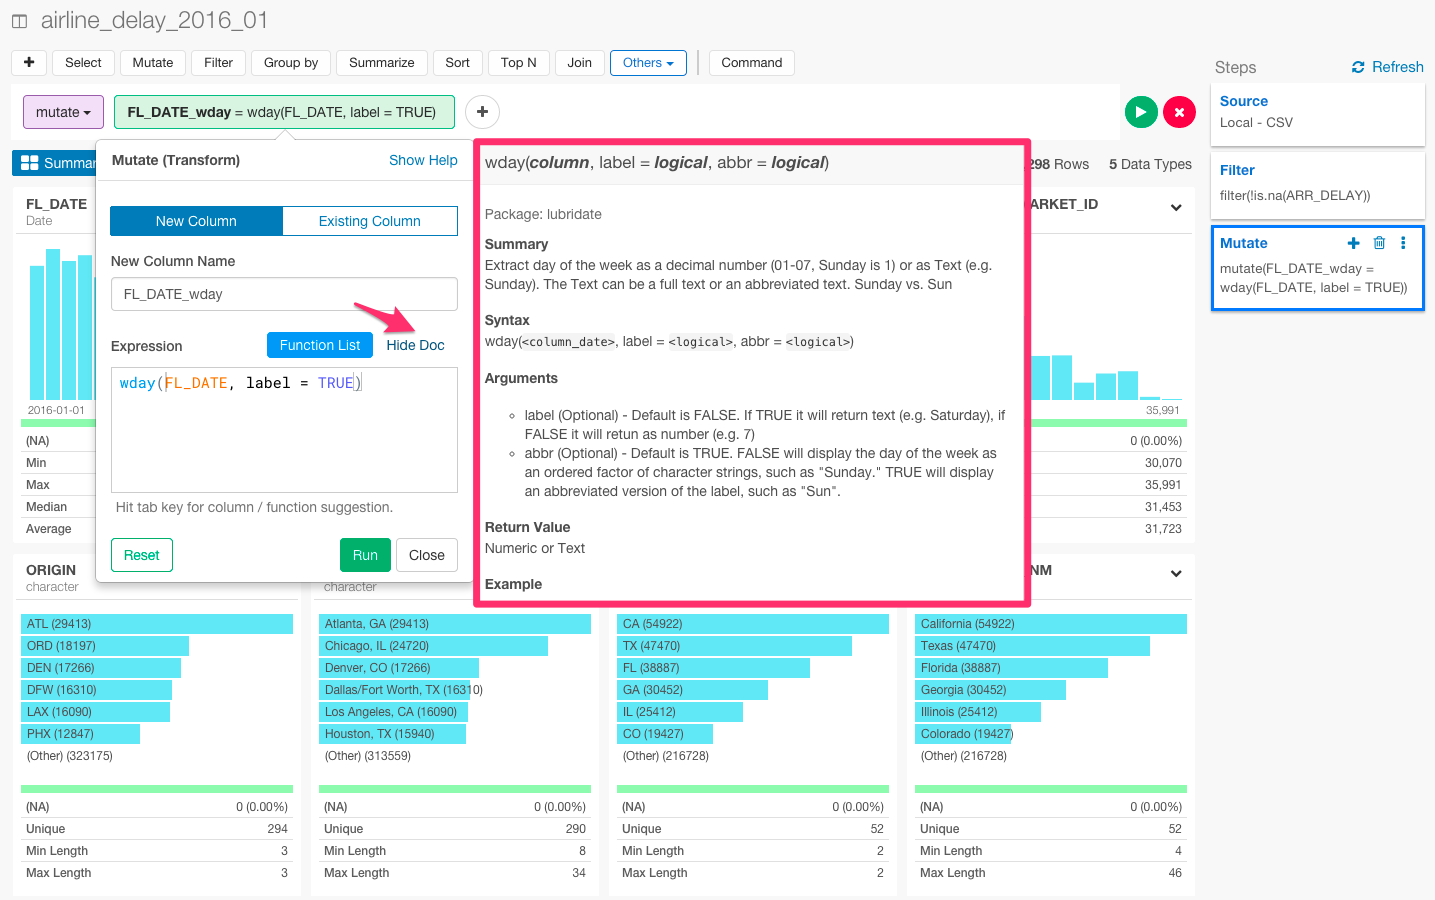 airline_delay_2016_01
+ Select Mutate Filter Group by Summarize Sort Top N Join Others Command
Steps Refresh
mutate FL_DATE_wday = wday(FL_DATE, label = TRUE) +
Source
Local - CSV
Filter
filter(!is.na(ARR_DELAY))
Mutate
mutate(FL_DATE_wday =
wday(FL_DATE, label = TRUE))
Summar
298 Rows 5 Data Types
Mutate (Transform) Show Help
New Column Existing Column
New Column Name
FL_DATE_wday
Expression Function List Hide Doc
wday(FL_DATE, label = TRUE)
Hit tab key for column / function suggestion.
Reset Run Close
wday(column, label = logical, abbr = logical)
Package: lubridate
Summary
Extract day of the week as a decimal number (01-07, Sunday is 1) or as Text (e.g.
Sunday). The Text can be a full text or an abbreviated text. Sunday vs. Sun
Syntax
wday(<column_date>, label = <logical>, abbr = <logical>)
Arguments
label (Optional) - Default is FALSE. If TRUE it will return text (e.g. Saturday), if
FALSE it will retun as number (e.g. 7)
abbr (Optional) - Default is TRUE. FALSE will display the day of the week as
an ordered factor of character strings, such as "Sunday." TRUE will display
an abbreviated version of the label, such as "Sun".
Return Value
Numeric or Text
Example
FL_DATE
Date
2016-01-01
(NA)
Min
Max
Median
Average
ARKET_ID
35,991
0 (0.00%)
30,070
35,991
31,453
31,723
ORIGIN
character
ATL (29413)
ORD (18197)
DEN (17266)
DFW (16310)
LAX (16090)
PHX (12847)
(Other) (323175)
(NA) 0 (0.00%)
Unique 294
Min Length 3
Max Length 3
character
Atlanta, GA (29413)
Chicago, IL (24720)
Denver, CO (17266)
Dallas/Fort Worth, TX (16310)
Los Angeles, CA (16090)
Houston, TX (15940)
(Other) (313559)
(NA) 0 (0.00%)
Unique 290
Min Length 8
Max Length 34
CA (54922)
TX (47470)
FL (38887)
GA (30452)
IL (25412)
CO (19427)
(Other) (216728)
(NA) 0 (0.00%)
Unique 52
Min Length 2
Max Length 2
NM
California (54922)
Texas (47470)
Florida (38887)
Georgia (30452)
Illinois (25412)
Colorado (19427)
(Other) (216728)
(NA) 0 (0.00%)
Unique 52
Min Length 4
Max Length 46